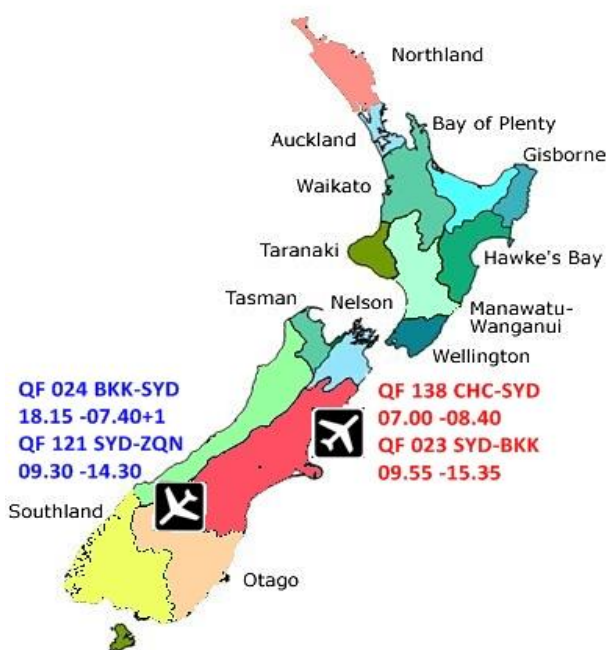 Northland
Auckland
Bay of Plenty
Gisborne
Waikato
Taranaki
Hawke's Bay
Tasman
Nelson
Manawatu-
Wanganui
Wellington
QF 024 BKK-SYD
18.15 -07.40+1
QF 121 SYD-ZQN
09.30 -14.30
QF 138 CHC-SYD
07.00 -08.40
QF 023 SYD-BKK
09.55 -15.35
Southland
Otago